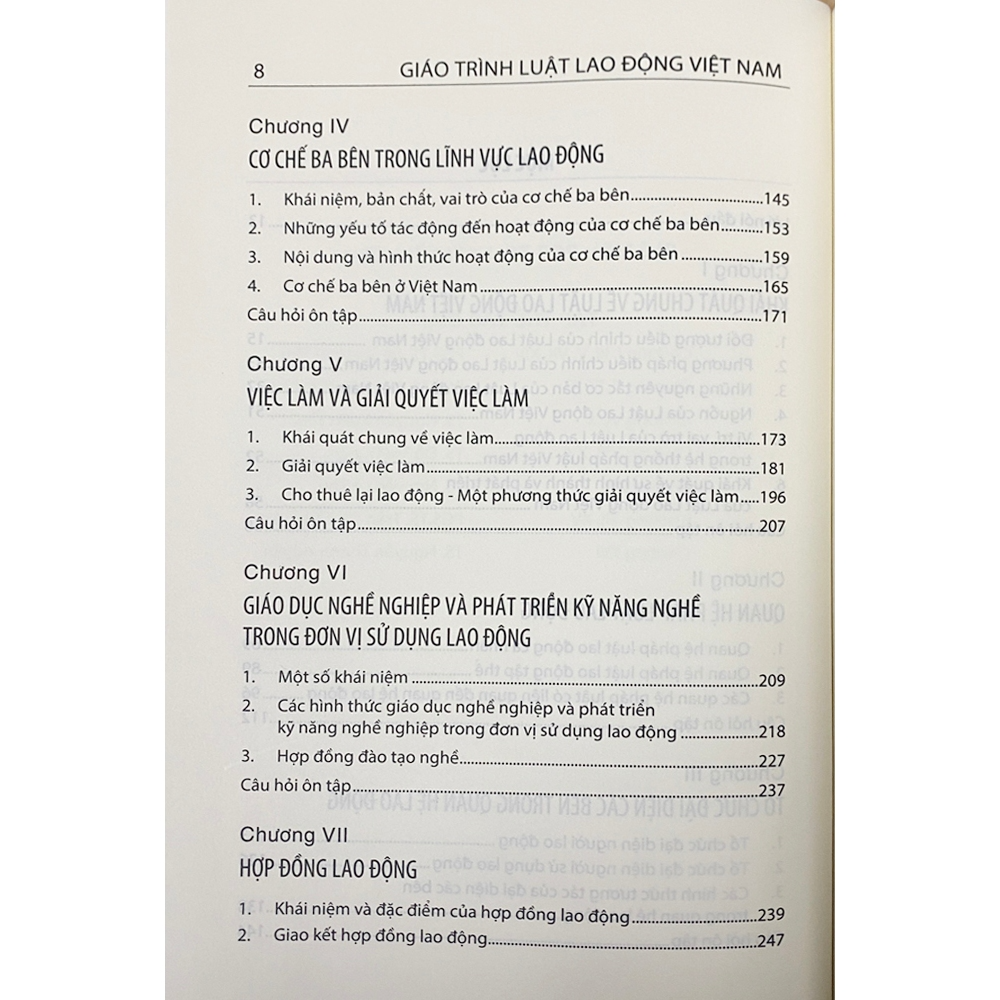 8 GIÁO TRÌNH LUẬT LAO ĐỘNG VIỆT NAM
Chương IV
CƠ CHẾ BA BÊN TRONG LĨNH VỰC LAO ĐỘNG
1. Khái niệm, bản chất, vai trò của cơ chế ba bên...............................145
2. Những yếu tố tác động đến hoạt động của cơ chế ba bên................153
3. Nội dung và hình thức hoạt động của cơ chế ba bên.....................159
4. Cơ chế ba bên ở Việt Nam.................................................................165
Câu hỏi ôn tập..........................................................................................171
Chương V
VIỆC LÀM VÀ GIẢI QUYẾT VIỆC LÀM
1. Khái quát chung về việc làm..............................................................173
2. Giải quyết việc làm.............................................................................181
3. Cho thuê lại lao động - Một phương thức giải quyết việc làm.....196
Câu hỏi ôn tập..........................................................................................207
Chương VI
GIÁO DỤC NGHỀ NGHIỆP VÀ PHÁT TRIỂN KỸ NĂNG NGHỀ
TRONG ĐƠN VỊ SỬ DỤNG LAO ĐỘNG
1. Một số khái niệm................................................................................209
2. Các hình thức giáo dục nghề nghiệp và phát triển
kỹ năng nghề nghiệp trong đơn vị sử dụng lao động......................218
3. Hợp đồng đào tạo nghề......................................................................227
Câu hỏi ôn tập..........................................................................................237
Chương VII
HỢP ĐỒNG LAO ĐỘNG
1. Khái niệm và đặc điểm của hợp đồng lao động..............................239
2. Giao kết hợp đồng lao động...............................................................247